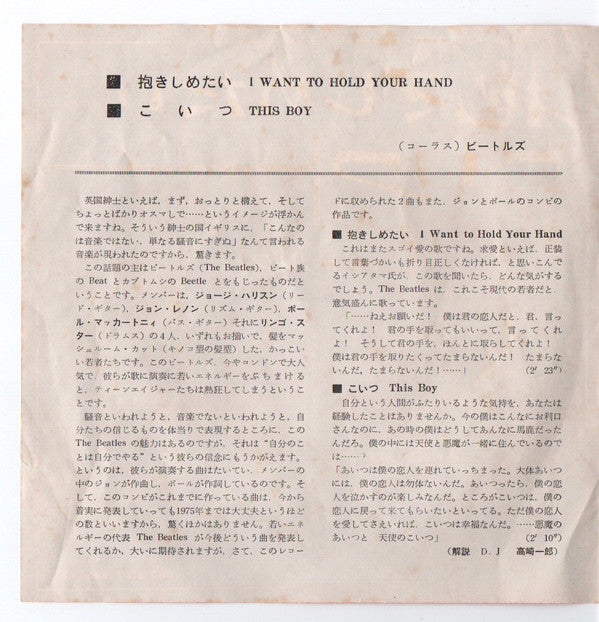 ■ 抱きしめたい I WANT TO HOLD YOUR HAND
■ こいつ THIS BOY
(コーラス) ビートルズ
英国紳士といえば，まず，おっとりと構えて，そして
ちょっとばかりオスマしで……というイメージが浮かん
で来ますね。そういう紳士の国イギリスに，「こんなの
は音楽ではない，単なる騒音にすぎぬ」なんて言われる
音楽が現われたのですから，驚きます。
この話題の主はビートルズ (The Beatles)，ビート族
の Beat とカブトムシの Beetle とをもじったものだと
いうことです。メンバーは，ジョージ・ハリスン (リー
ド・ギター)，ジョン・レノン (リズム・ギター)，ポー
ル・マッカートニィ (バス・ギター) それにリンゴ・ス
ター (ドラムス) の4人，いずれもお揃いで，髪をマッ
シュルーム・カット (キノコ型の髪型) した，かっこい
い若者たちです。このビートルズ，今やロンドンで大人
気で，彼らが歌に演奏に若いエネルギーをぶちまける
と，ティーンエイジャーたちは熱狂してしまうというこ
とです。
騒音といわれようと，音楽でないといわれようと，自
分たちの信じるものを体当りで表現するところに，この
The Beatles の魅力はあるのですが，それは“自分のこ
とは自分でやる”という彼らの信念にもうかがえます。
というのは，彼らが演奏する曲はたいてい，メンバーの
中のジョンが作曲し，ポールが作詞しているのです。そ
して，このコンビがこれまでに作っている曲は，今から
着実に発表していっても1975年までは大丈夫というほど
の数といいますから，驚くほかはありません。若いエネ
ルギーの代表 The Beatles が今後どういう曲を発表し
てくれるか，大いに期待されますが，さて，このレコー
ドに収められた2曲もまた，ジョンとポールのコンビの
作品です。
■ 抱きしめたい I Want to Hold Your Hand
これはまたスゴイ愛の歌ですね。求愛といえば，正装
して言葉づかいも折り目正しくなければ，と思いこんで
るイシアタマ氏が，この歌を聞いたら，どんな気がする
でしょう。The Beatles は，これこそ現代の若者だと，
意気盛んに歌っています。
「……ねえお願いだ！ 僕は君の恋人だと，君，言っ
てくれよ！ 君の手を取ってもいいって，言ってくれ
よ！ そうして君の手を，ほんとに取らしてくれよ！
僕は君の手を取りたくってたまらないんだ！ たまらな
いんだ，たまらないんだ！……」 (2′ 23″)
■ こいつ This Boy
自分という人間がふたりいるような気持を，あなたは
経験したことはありませんか。今の僕はこんなにお利口
さんなのに，あの時の僕はどうしてあんなに馬鹿だった
んだろ。僕の中には天使と悪魔が一緒に住んでいるので
は……？
「あいつは僕の恋人を連れていっちまった。大体あいつ
には，僕の恋人は勿体ないんだ。あいつったら，僕の恋
人を泣かすのが楽しみなんだ。ところがこいつは，僕の
恋人に戻って来てもらいたいといってる。ただ僕の恋人
を愛してさえいれば，こいつは幸福なんだ。……悪魔の
あいつと 天使のこいつ」 (2′ 10″)
(解説 D.J 高崎一郎)